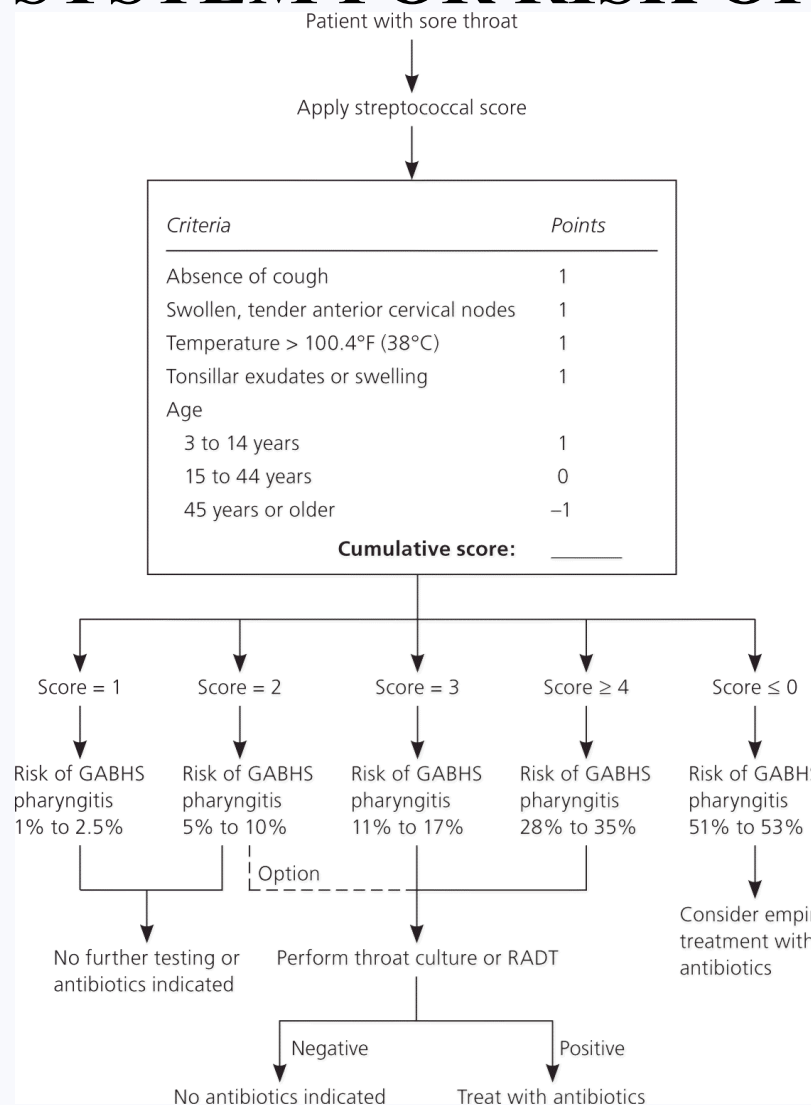 SYSTEM FOR RISK OF
Patient with sore throat
Apply streptococcal score
Criteria Points
Absence of cough 1
Swollen, tender anterior cervical nodes 1
Temperature > 100.4°F (38°C) 1
Tonsillar exudates or swelling 1
Age
3 to 14 years 1
15 to 44 years 0
45 years or older –1
Cumulative score:
Score = 1
Score = 2
Score = 3
Score ≥ 4
Score ≤ 0
Risk of GABHS
pharyngitis
1% to 2.5%
Risk of GABHS
pharyngitis
5% to 10%
Risk of GABHS
pharyngitis
11% to 17%
Risk of GABHS
pharyngitis
28% to 35%
Risk of GABHS
pharyngitis
51% to 53%
Option
No further testing or
antibiotics indicated
Perform throat culture or RADT
Consider
treatment with
antibiotics
Negative
Positive
No antibiotics indicated
Treat with antibiotics